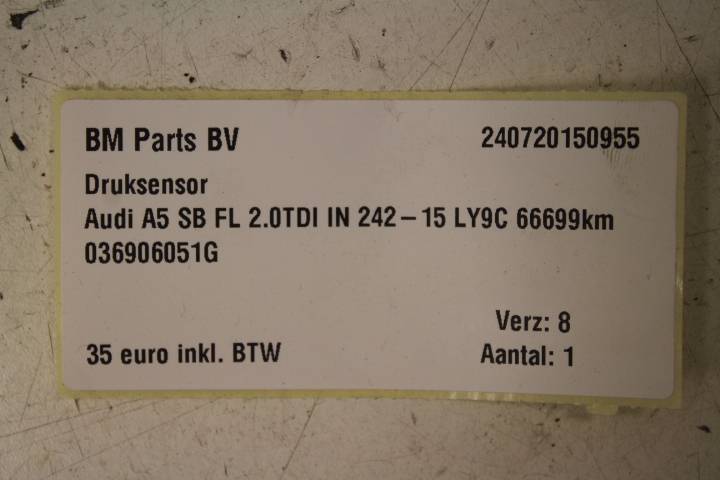 BM Parts BV 240720150955
Druksensor
Audi A5 SB FL 2.0TDI IN 242-15 LY9C 66699km
036906051G
Verz: 8
35 euro inkl. BTW Aantal: 1